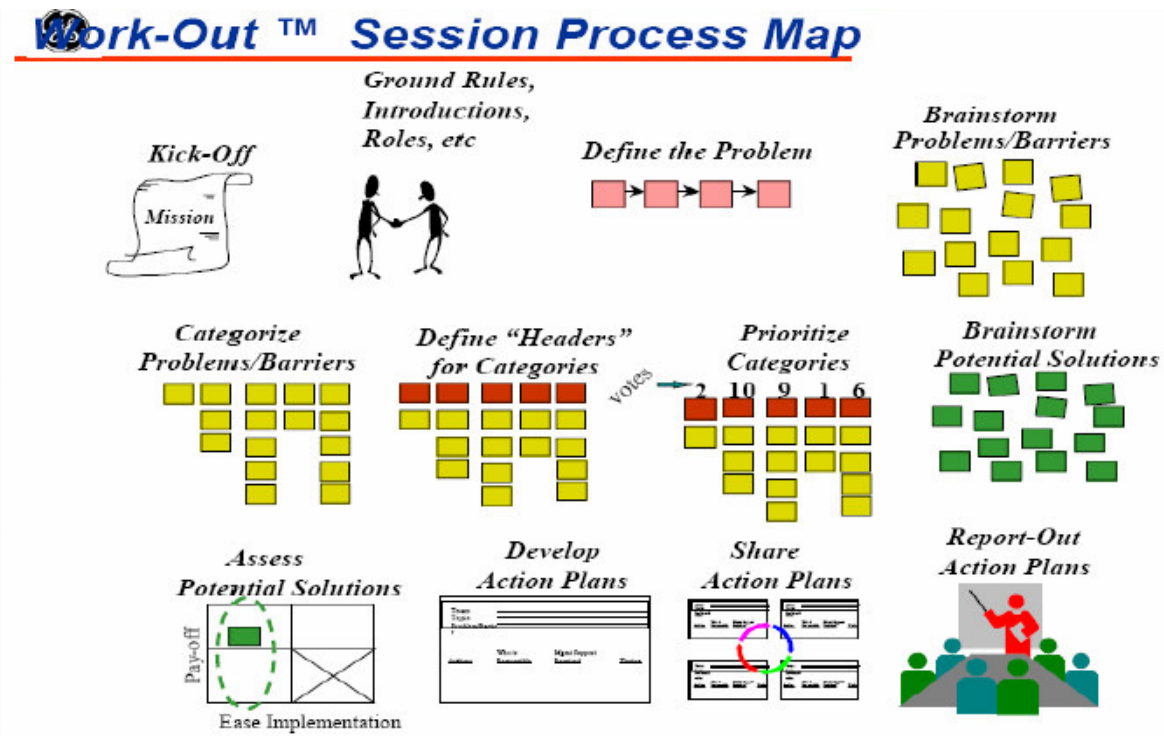 Work-Out ™ Session Process Map
Kick-Off
Mission
Ground Rules,
Introductions,
Roles, etc
Define the Problem
Brainstorm
Problems/Barriers
Categorize
Problems/Barriers
Define “Headers”
for Categories
votes
2 10 9 1 6
Prioritize
Categories
Brainstorm
Potential Solutions
Assess
Potential Solutions
Pay-off
Ease Implementation
Develop
Action Plans
Share
Action Plans
Report-Out
Action Plans